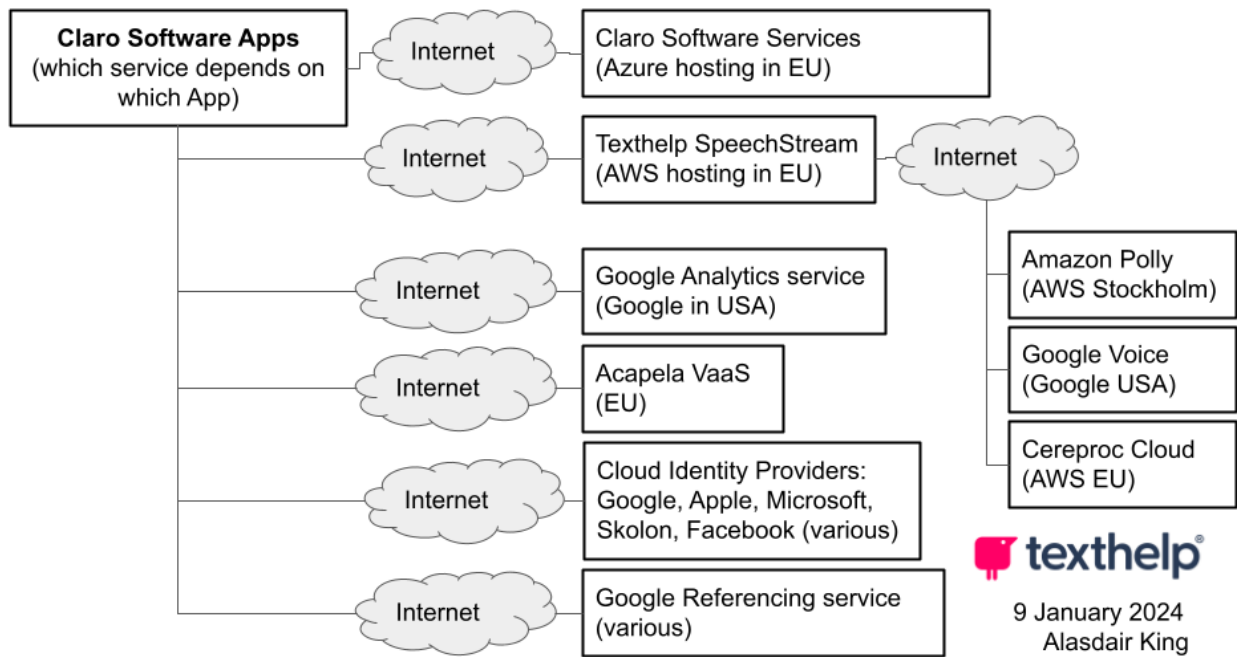 Claro Software Apps
(which service depends on
which App)
Internet
Claro Software Services
(Azure hosting in EU)
Internet
Texthelp SpeechStream
(AWS hosting in EU)
Internet
Amazon Polly
(AWS Stockholm)
Google Voice
(Google USA)
Cereproc Cloud
(AWS EU)
Internet
Google Analytics service
(Google in USA)
Internet
Acapela VaaS
(EU)
Internet
Cloud Identity Providers:
Google, Apple, Microsoft,
Skolon, Facebook (various)
Internet
Google Referencing service
(various)
texthelp®
9 January 2024
Alasdair King